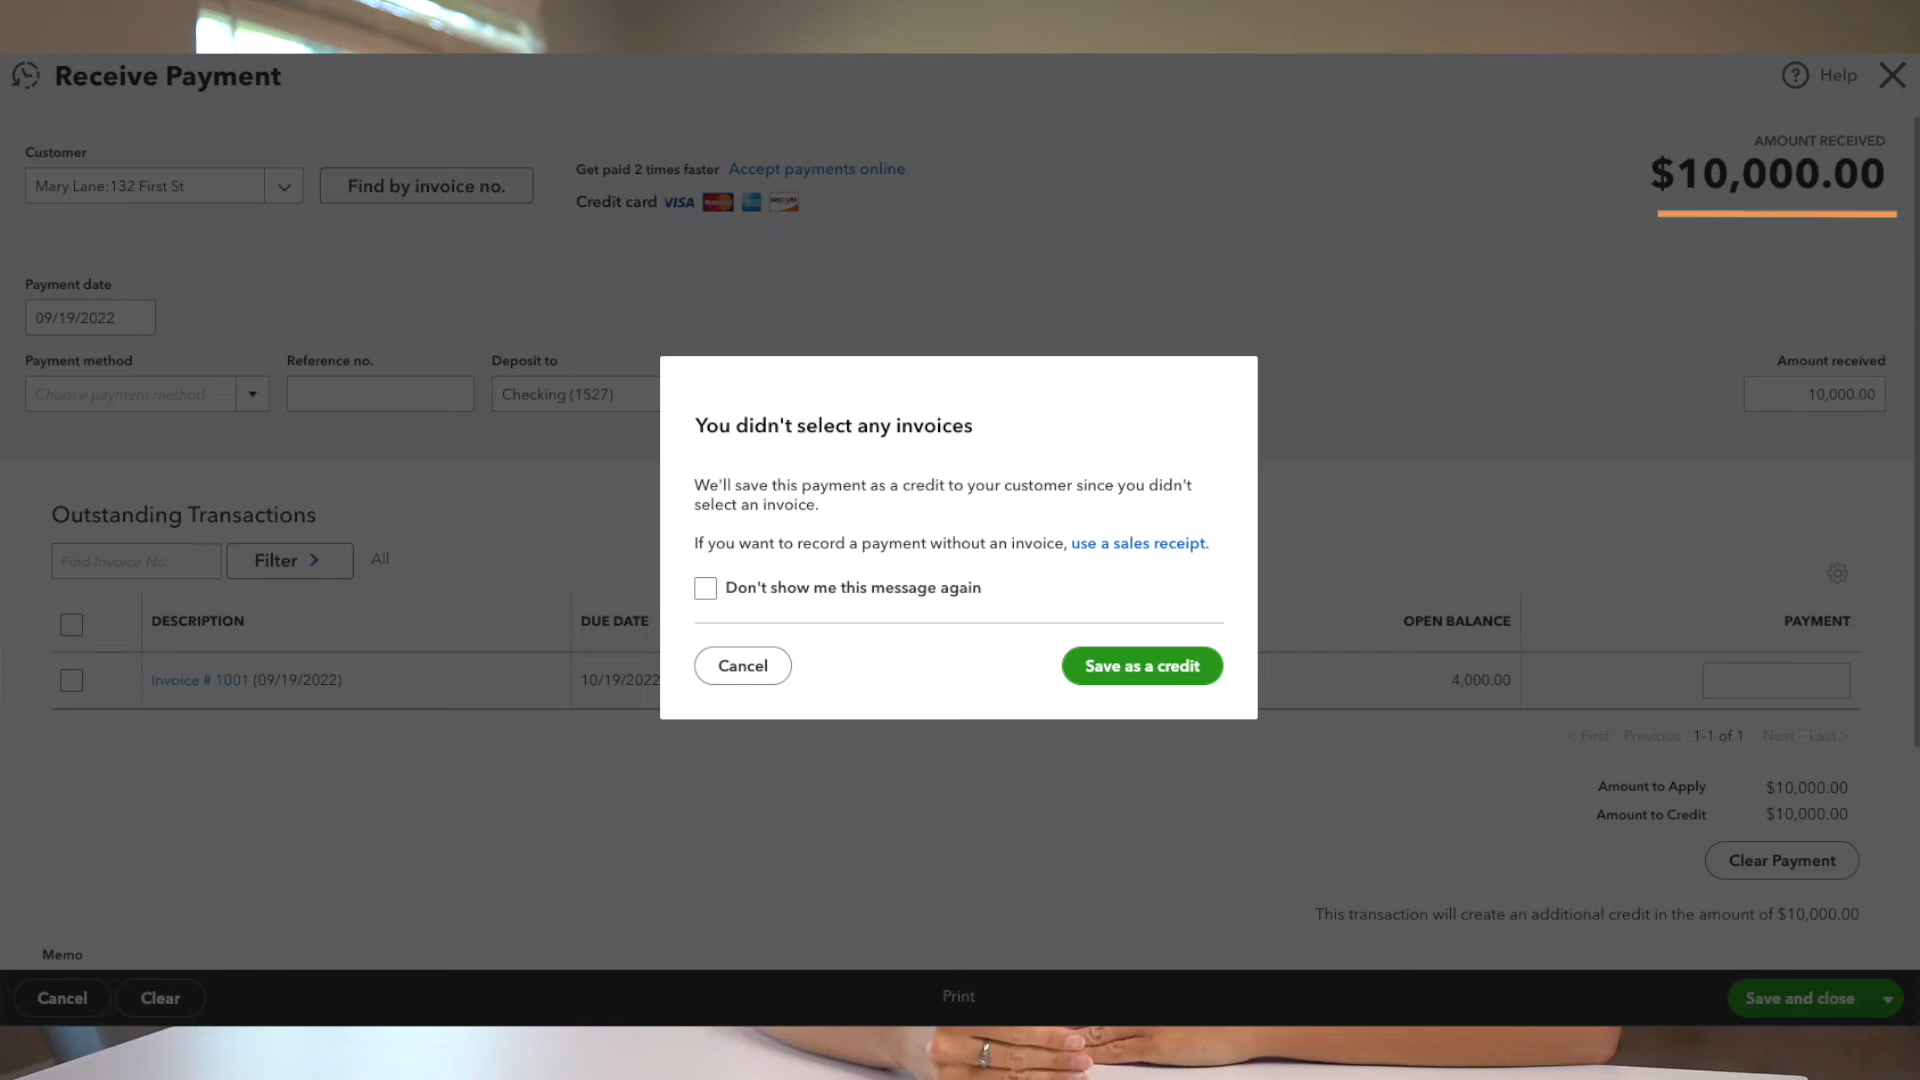 Receive Payment
Help
AMOUNT RECEIVED
$10,000.00
Customer
Mary Lane:132 First St
Find by invoice no.
Get paid 2 times faster Accept payments online
Credit card VISA MasterCard DISCOVER
Payment date
09/19/2022
Payment method
Choose payment method
Reference no.
Deposit to
Checking (1527)
Amount received
10,000.00
You didn't select any invoices
We'll save this payment as a credit to your customer since you didn't
select an invoice.
If you want to record a payment without an invoice, use a sales receipt.
Don't show me this message again
Cancel
Save as a credit
Outstanding Transactions
Find Invoice No.
Filter >
All
DESCRIPTION DUE DATE OPEN BALANCE PAYMENT
Invoice # 1001 (09/19/2022) 10/19/2022 4,000.00
< First Previous 1-1 of 1 Next Last >
Amount to Apply $10,000.00
Amount to Credit $10,000.00
Clear Payment
This transaction will create an additional credit in the amount of $10,000.00
Memo
Cancel Clear Print Save and close